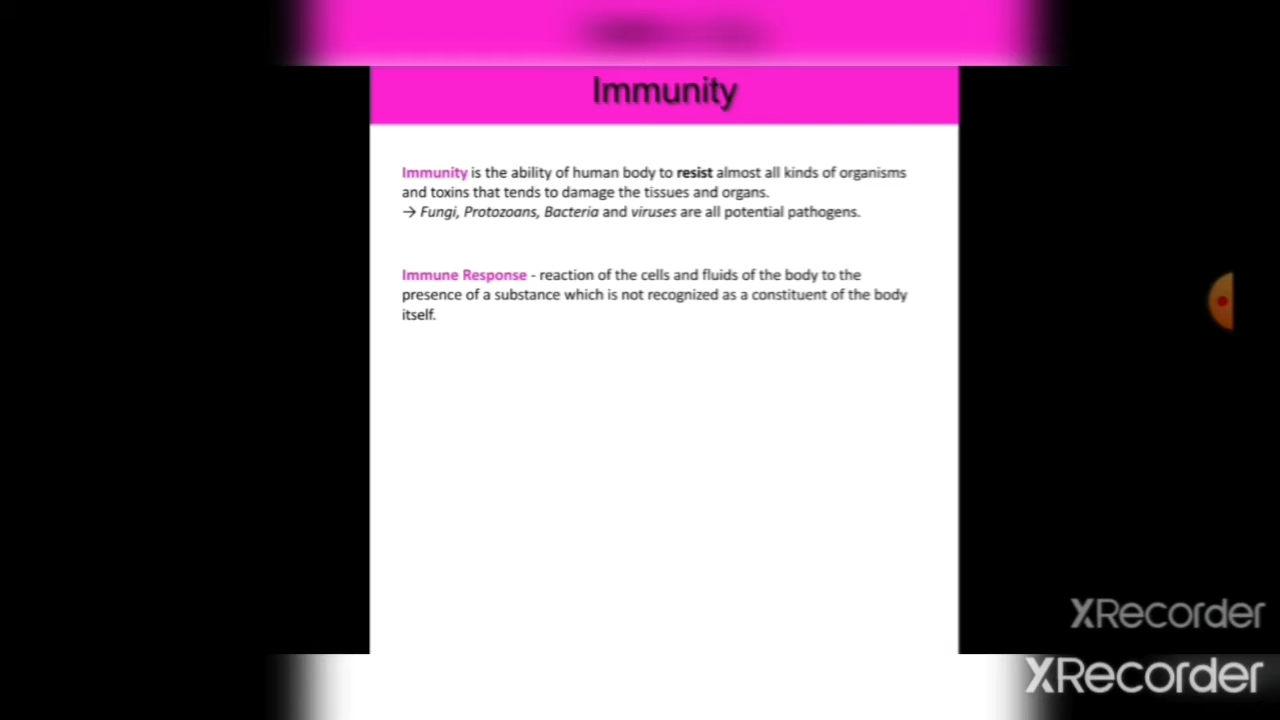 Immunity
Immunity is the ability of human body to resist almost all kinds of organisms
and toxins that tends to damage the tissues and organs.
→ Fungi, Protozoans, Bacteria and viruses are all potential pathogens.
Immune Response - reaction of the cells and fluids of the body to the
presence of a substance which is not recognized as a constituent of the body
itself.
XRecorder
XRecorder